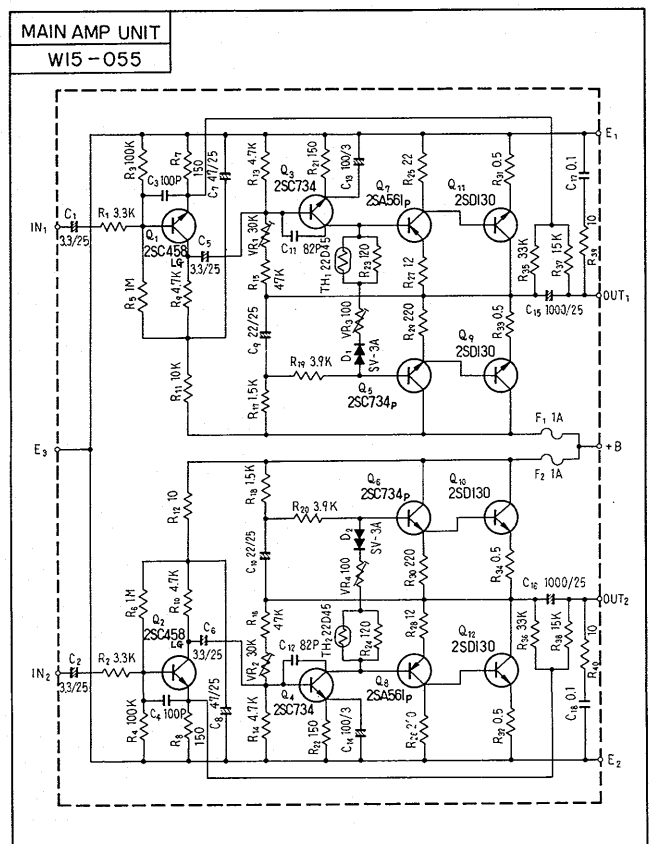 MAIN AMP UNIT
W15-055
E₁
R₃ 100K
R₇ 150
C₃ 100P
C₇ 47/25
R₁₃ 4.7K
Q₃ 2SC734
R₂₁ 150
C₁₃ 100/3
R₂₅ 22
Q₇ 2SA561P
Q₁₁ 2SD130
R₃₁ 0.5
C₁₇ 0.1
IN₁
C₁ 3.3/25
R₁ 3.3K
Q₁ 2SC458 LG
C₅ 3.3/25
VR₁ 30K
C₁₁ 82P
TH₁ 22D45
R₂₃ 120
R₂₇ 12
R₃₅ 33K
R₃₇ 15K
R₃₉ 10
R₅ 1M
R₉ 4.7K
R₁₅ 47K
OUT₁
C₁₅ 1000/25
C₉ 22/25
VR₃ 100
R₂₉ 220
R₃₃ 0.5
D₁ SV-3A
Q₉ 2SD130
R₁₉ 3.9K
Q₅ 2SC734P
R₁₁ 10K
R₁₇ 1.5K
F₁ 1A
E₃
+B
F₂ 1A
R₁₂ 10
R₁₈ 1.5K
Q₆ 2SC734P
Q₁₀ 2SD130
R₂₀ 3.9K
D₂ SV-3A
C₁₀ 22/25
VR₄ 100
R₃₀ 220
R₃₄ 0.5
C₁₆ 1000/25
OUT₂
R₆ 1M
R₁₀ 4.7K
Q₂ 2SC458 LG
C₆ 3.3/25
R₁₆ 47K
VR₂ 30K
C₁₂ 82P
TH₂ 22D45
R₂₄ 120
R₂₈ 12
Q₁₂ 2SD130
R₃₆ 33K
R₃₈ 15K
R₄₀ 10
IN₂
C₂ 3.3/25
R₂ 3.3K
C₄ 100P
C₈ 47/25
Q₄ 2SC734
Q₈ 2SA561P
C₁₈ 0.1
R₄ 100K
R₈ 150
R₁₄ 4.7K
R₂₂ 150
C₁₄ 100/3
R₃₂ 0.5
E₂